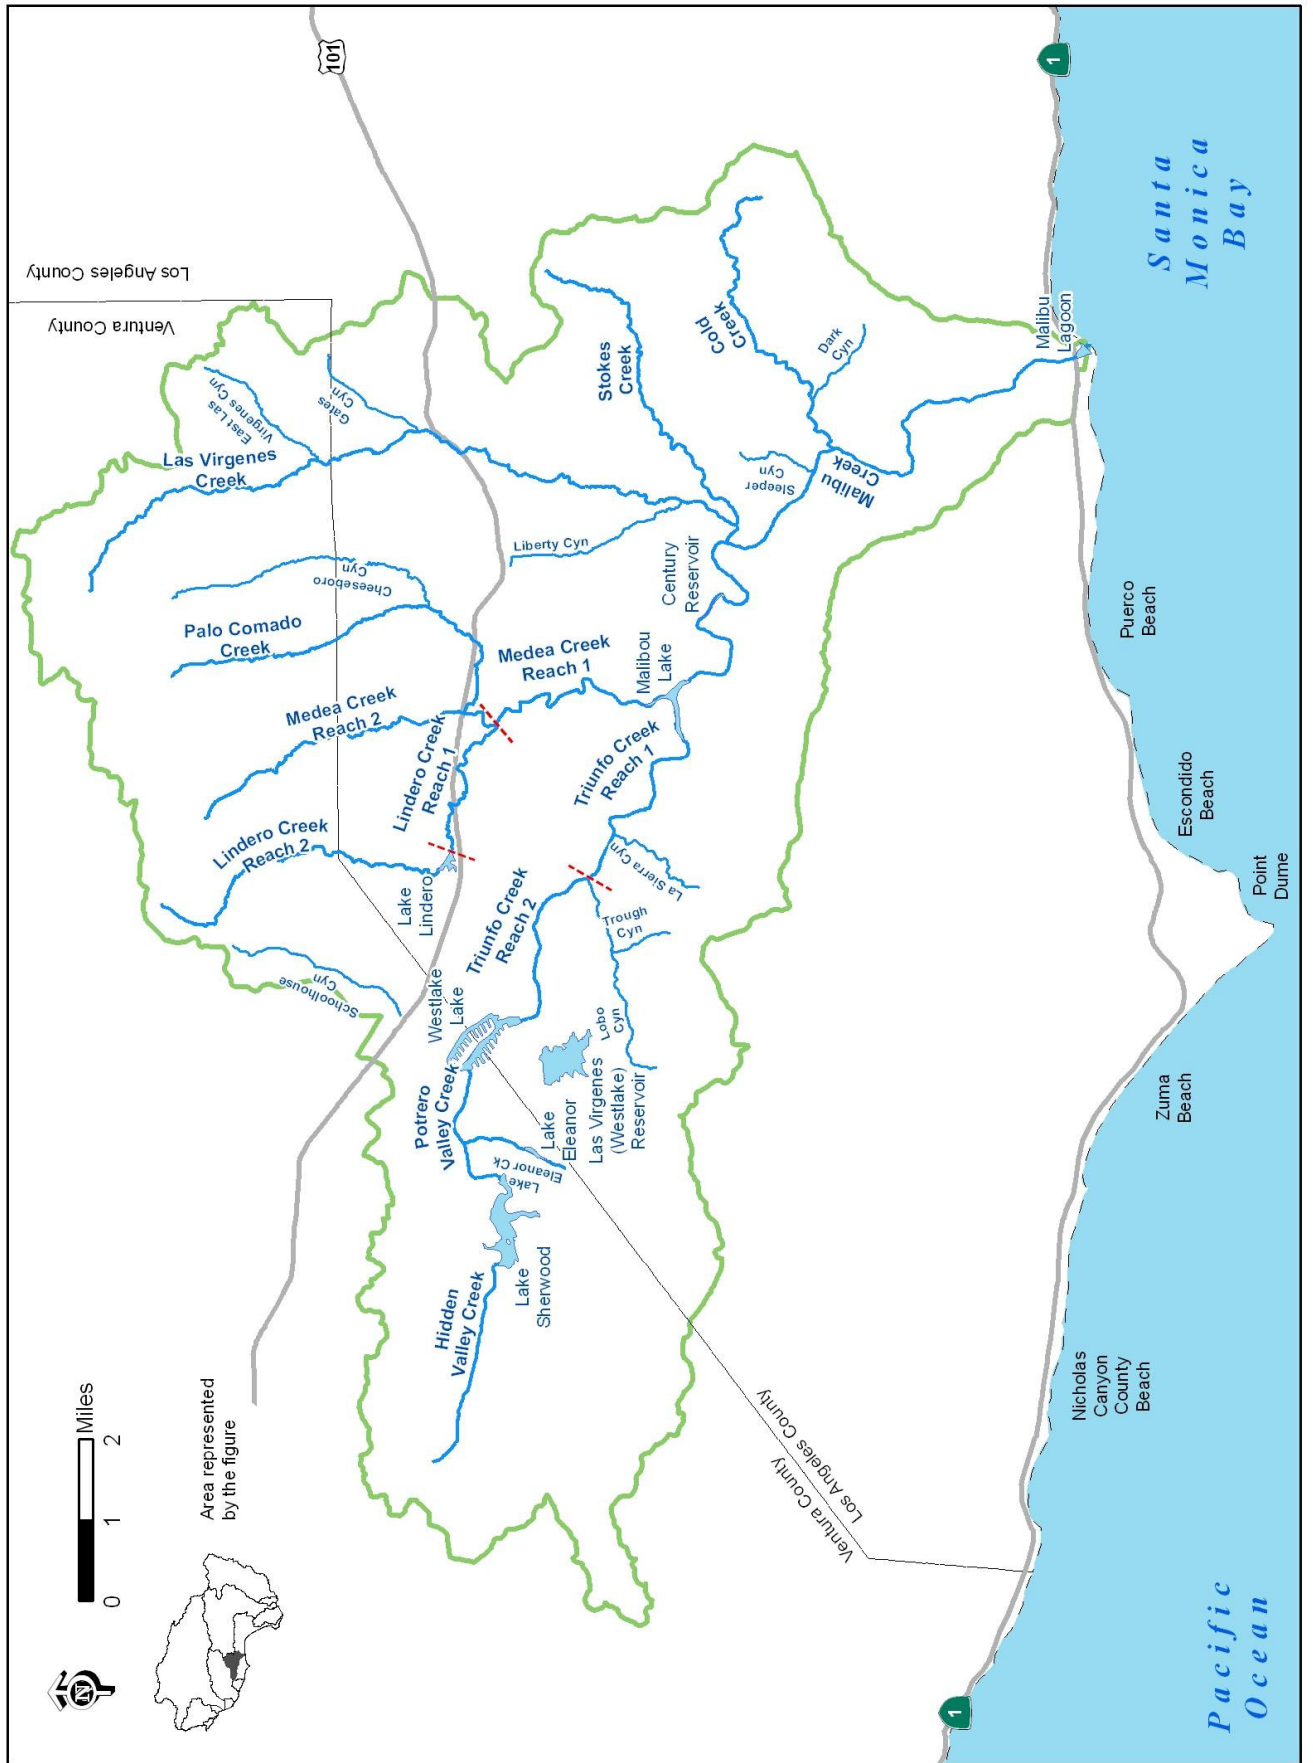 N
0
1
2
Miles
Area represented
by the figure
101
Ventura County
Los Angeles County
East Las
Virgenes Cyn
Gates
Cyn
Las Virgenes
Creek
Cheeseboro
Cyn
Palo Comado
Creek
Liberty Cyn
Medea Creek
Reach 2
Medea Creek
Reach 1
Lindero Creek
Reach 2
Lindero Creek
Reach 1
Lake
Lindero
Schoolhouse
Cyn
Westlake
Lake
Triunfo Creek
Reach 2
Triunfo Creek
Reach 1
Malibou
Lake
Century
Reservoir
Stokes
Creek
Cold
Creek
Dark
Cyn
Sleeper
Cyn
Malibu
Creek
Malibu
Lagoon
La Sierra Cyn
Trough
Cyn
Lobo
Cyn
Las Virgenes
(Westlake)
Reservoir
Lake
Eleanor
Lake
Eleanor Ck
Potrero
Valley Creek
Lake
Sherwood
Hidden
Valley Creek
Ventura County
Los Angeles County
1
1
Nicholas
Canyon
County
Beach
Zuma
Beach
Point
Dume
Escondido
Beach
Puerco
Beach
Pacific
Ocean
Santa
Monica
Bay